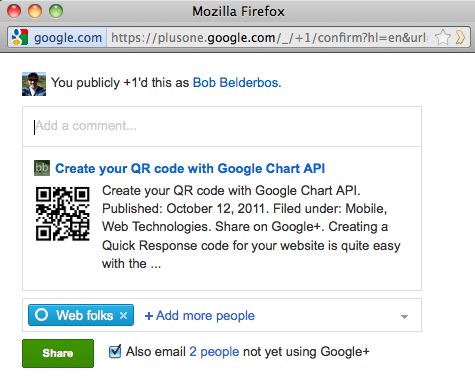 Mozilla Firefox
google.com https://plusone.google.com/_/+1/confirm?hl=en&url
You publicly +1'd this as Bob Belderbos.
Add a comment...
bb Create your QR code with Google Chart API
Create your QR code with Google Chart API.
Published: October 12, 2011. Filed under: Mobile,
Web Technologies. Share on Google+. Creating a
Quick Response code for your website is quite easy
with the ...
Web folks × + Add more people
Share Also email 2 people not yet using Google+